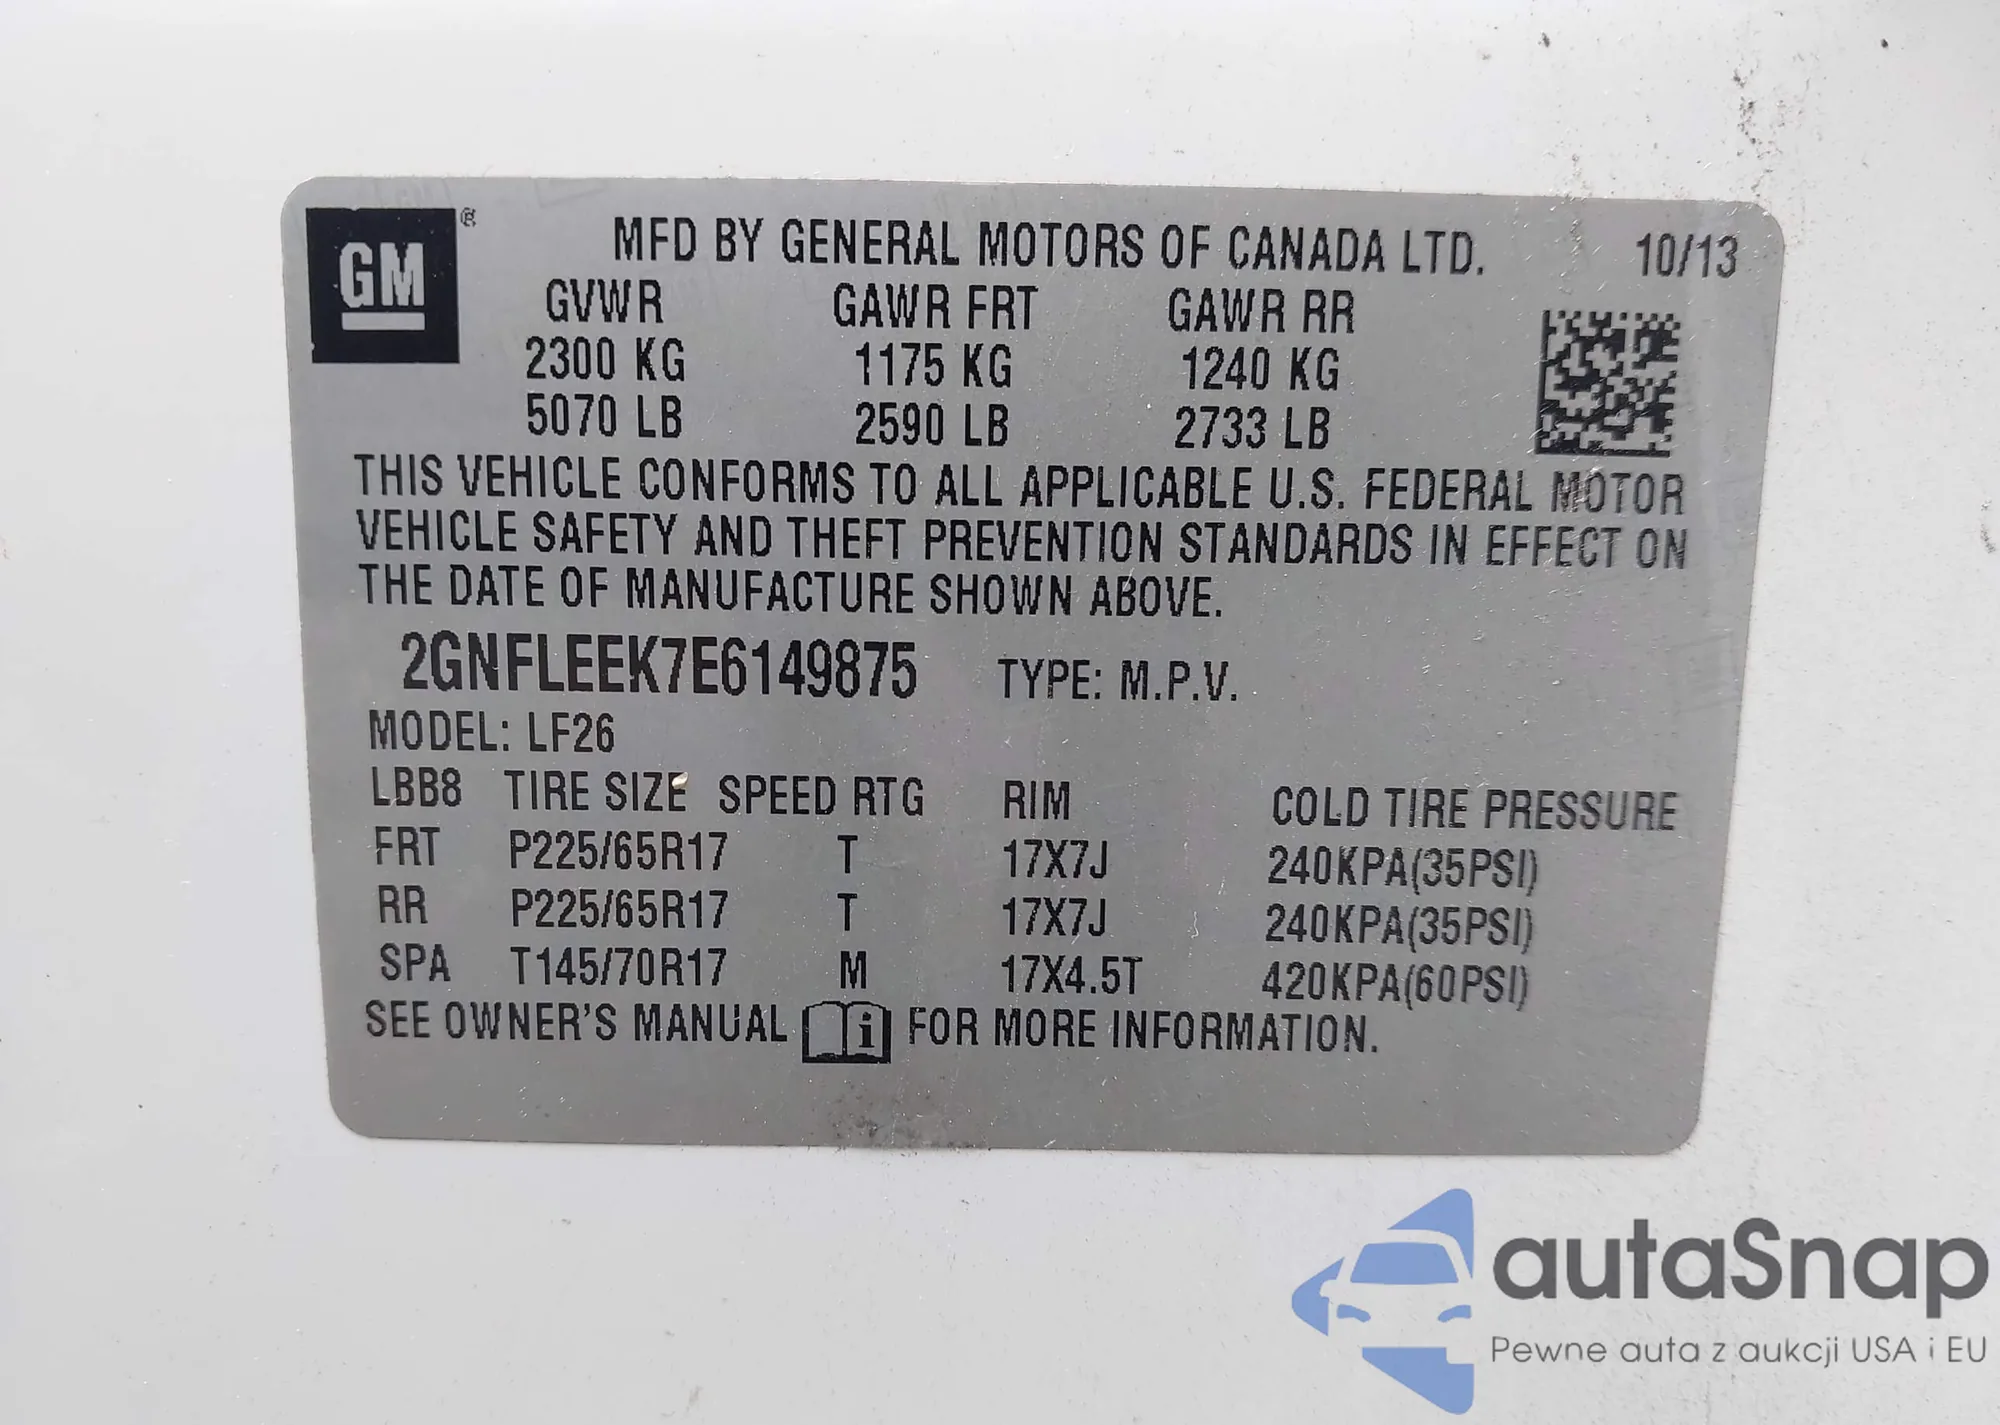 GM ®
MFD BY GENERAL MOTORS OF CANADA LTD. 10/13
GVWR GAWR FRT GAWR RR
2300 KG 1175 KG 1240 KG
5070 LB 2590 LB 2733 LB
THIS VEHICLE CONFORMS TO ALL APPLICABLE U.S. FEDERAL MOTOR
VEHICLE SAFETY AND THEFT PREVENTION STANDARDS IN EFFECT ON
THE DATE OF MANUFACTURE SHOWN ABOVE.
2GNFLEEK7E6149875 TYPE: M.P.V.
MODEL: LF26
LBB8 TIRE SIZE SPEED RTG RIM COLD TIRE PRESSURE
FRT P225/65R17 T 17X7J 240KPA(35PSI)
RR P225/65R17 T 17X7J 240KPA(35PSI)
SPA T145/70R17 M 17X4.5T 420KPA(60PSI)
SEE OWNER'S MANUAL i FOR MORE INFORMATION.
autaSnap
Pewne auta z aukcji USA i EU